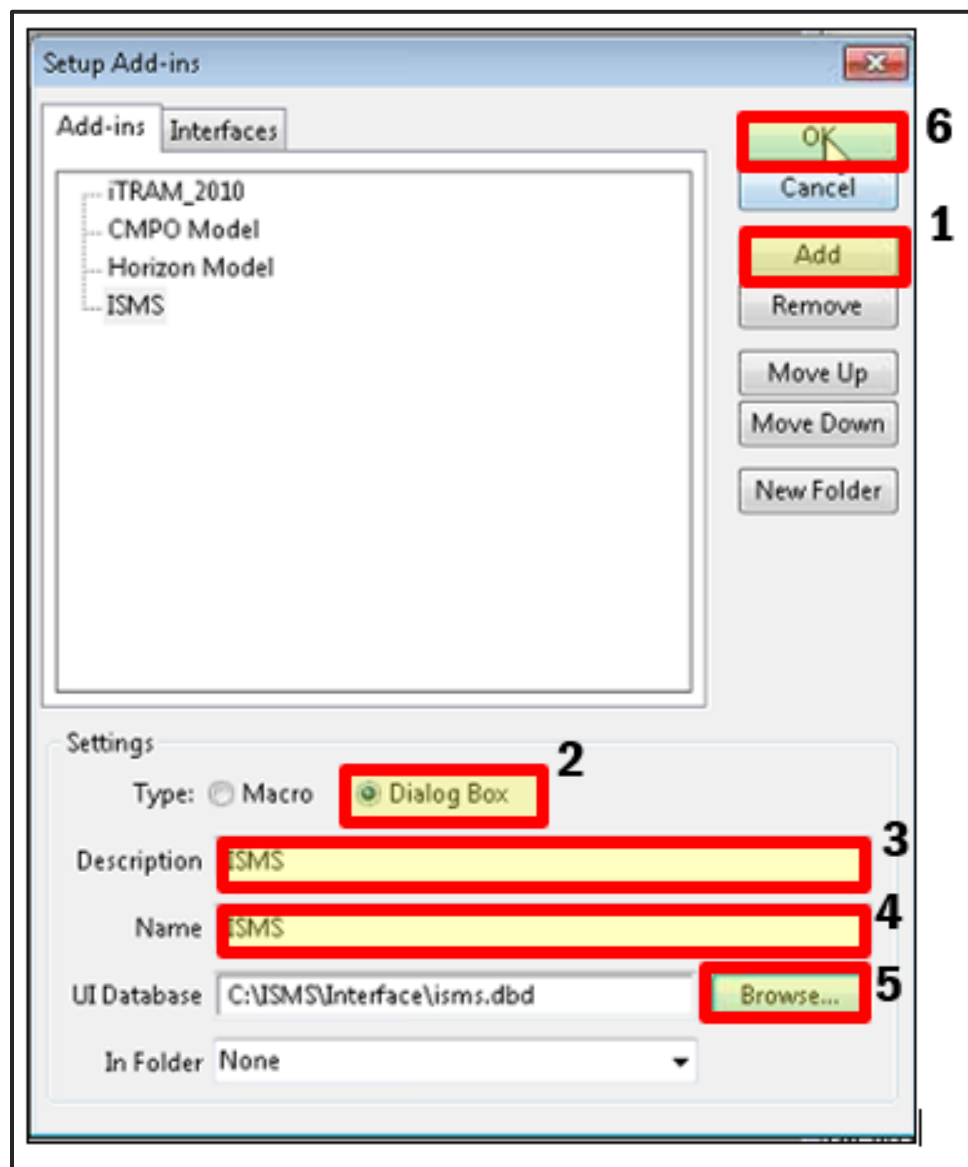 Setup Add-ins
Add-ins Interfaces
OK 6
iTRAM_2010
Cancel
CMPO Model
1
Add
Horizon Model
ISMS
Remove
Move Up
Move Down
New Folder
Settings
2
Type: Macro Dialog Box
3
Description ISMS
4
Name ISMS
UI Database C:\ISMS\Interface\isms.dbd Browse... 5
In Folder None